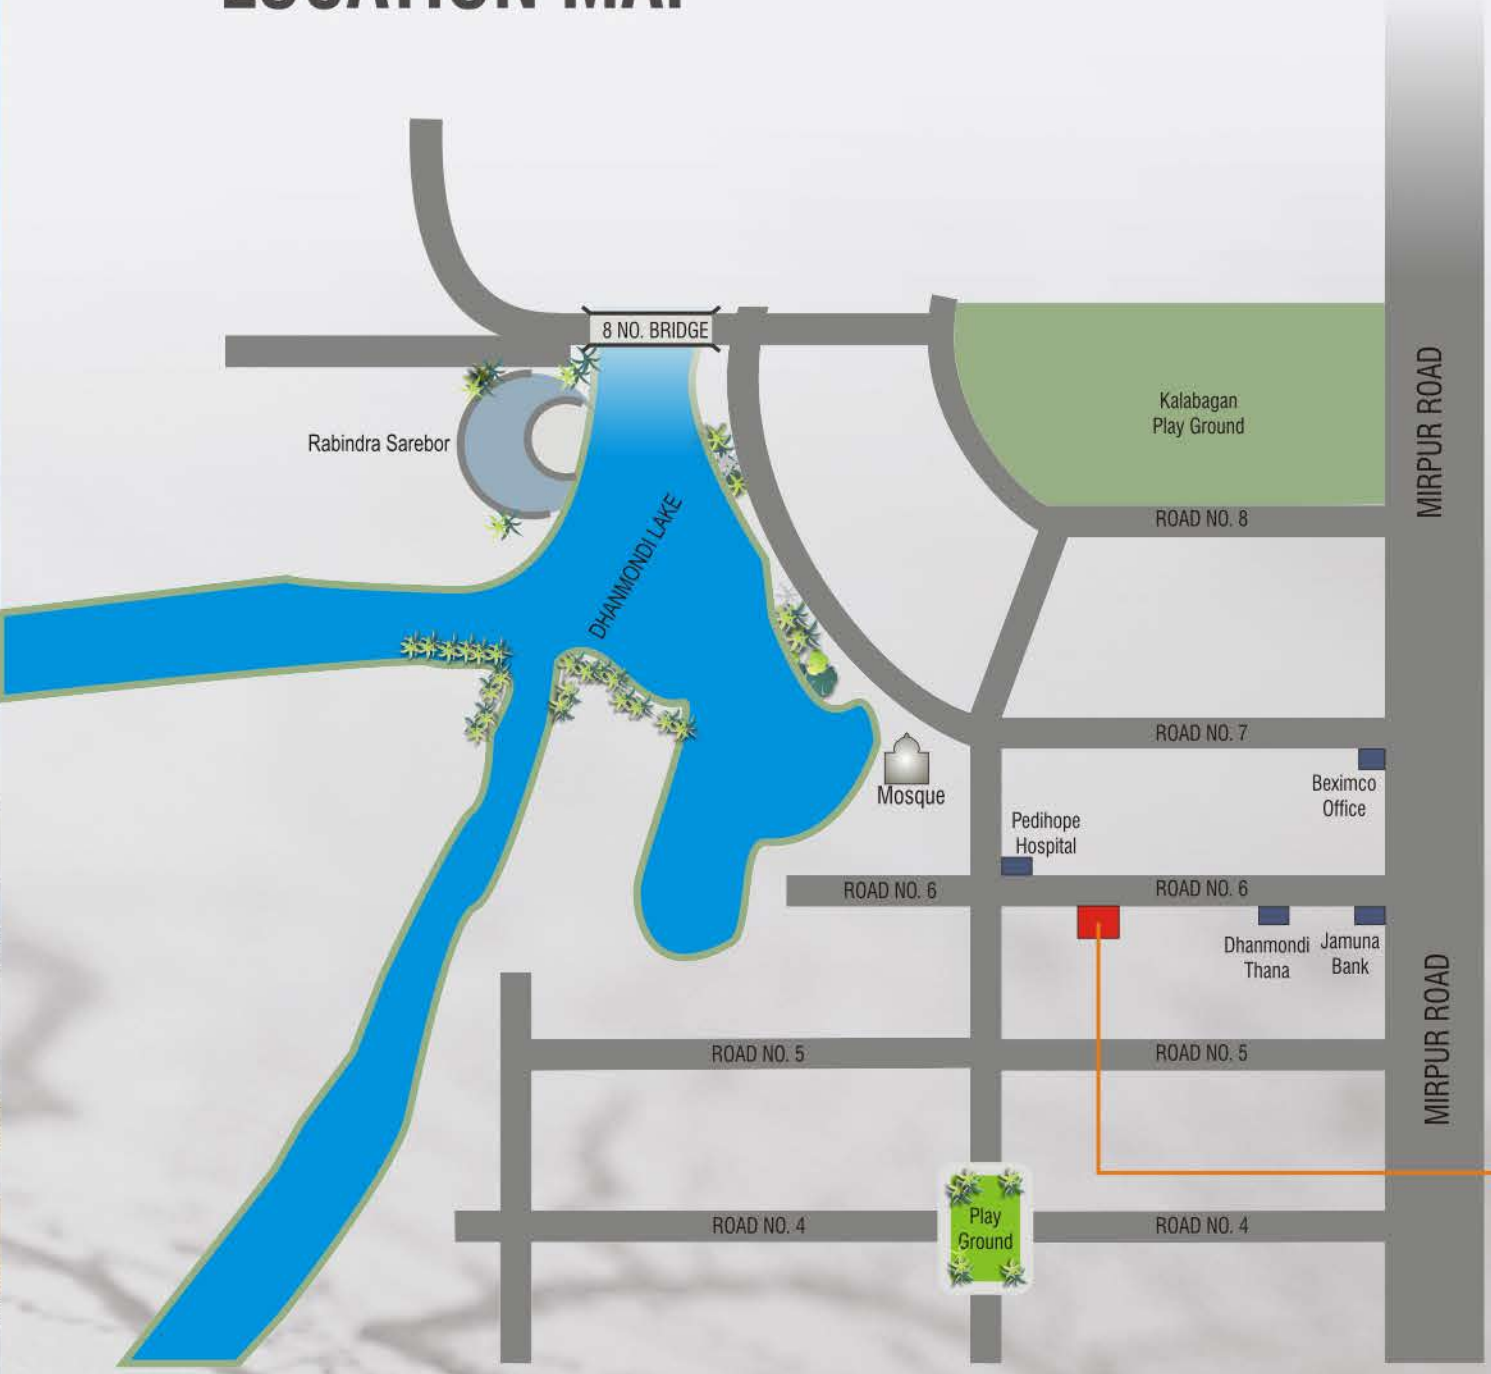 LOCATION MAP
8 NO. BRIDGE
Kalabagan
Play Ground
MIRPUR ROAD
Rabindra Sarebor
DHANMONDI LAKE
ROAD NO. 8
ROAD NO. 7
Mosque
Beximco
Office
Pedihope
Hospital
ROAD NO. 6
ROAD NO. 6
Dhanmondi
Thana
Jamuna
Bank
MIRPUR ROAD
ROAD NO. 5
ROAD NO. 5
Play
Ground
ROAD NO. 4
ROAD NO. 4